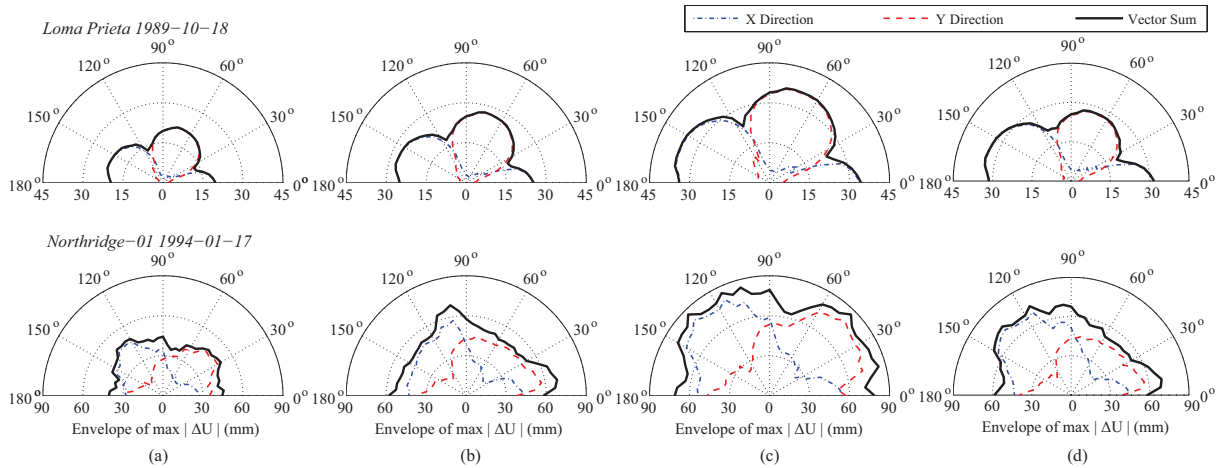 Loma Prieta 1989−10−18
X Direction Y Direction Vector Sum
90° 90° 90° 90°
120° 60° 120° 60° 120° 60° 120° 60°
150° 30° 150° 30° 150° 30° 150° 30°
180° 0° 180° 0° 180° 0° 180° 0°
45 30 15 0 15 30 45 45 30 15 0 15 30 45 45 30 15 0 15 30 45 45 30 15 0 15 30 45
Northridge−01 1994−01−17
90° 90° 90° 90°
120° 60° 120° 60° 120° 60° 120° 60°
150° 30° 150° 30° 150° 30° 150° 30°
180° 0° 180° 0° 180° 0° 180° 0°
90 60 30 0 30 60 90 90 60 30 0 30 60 90 90 60 30 0 30 60 90 90 60 30 0 30 60 90
Envelope of max | ΔU | (mm) Envelope of max | ΔU | (mm) Envelope of max | ΔU | (mm) Envelope of max | ΔU | (mm)
(a) (b) (c) (d)